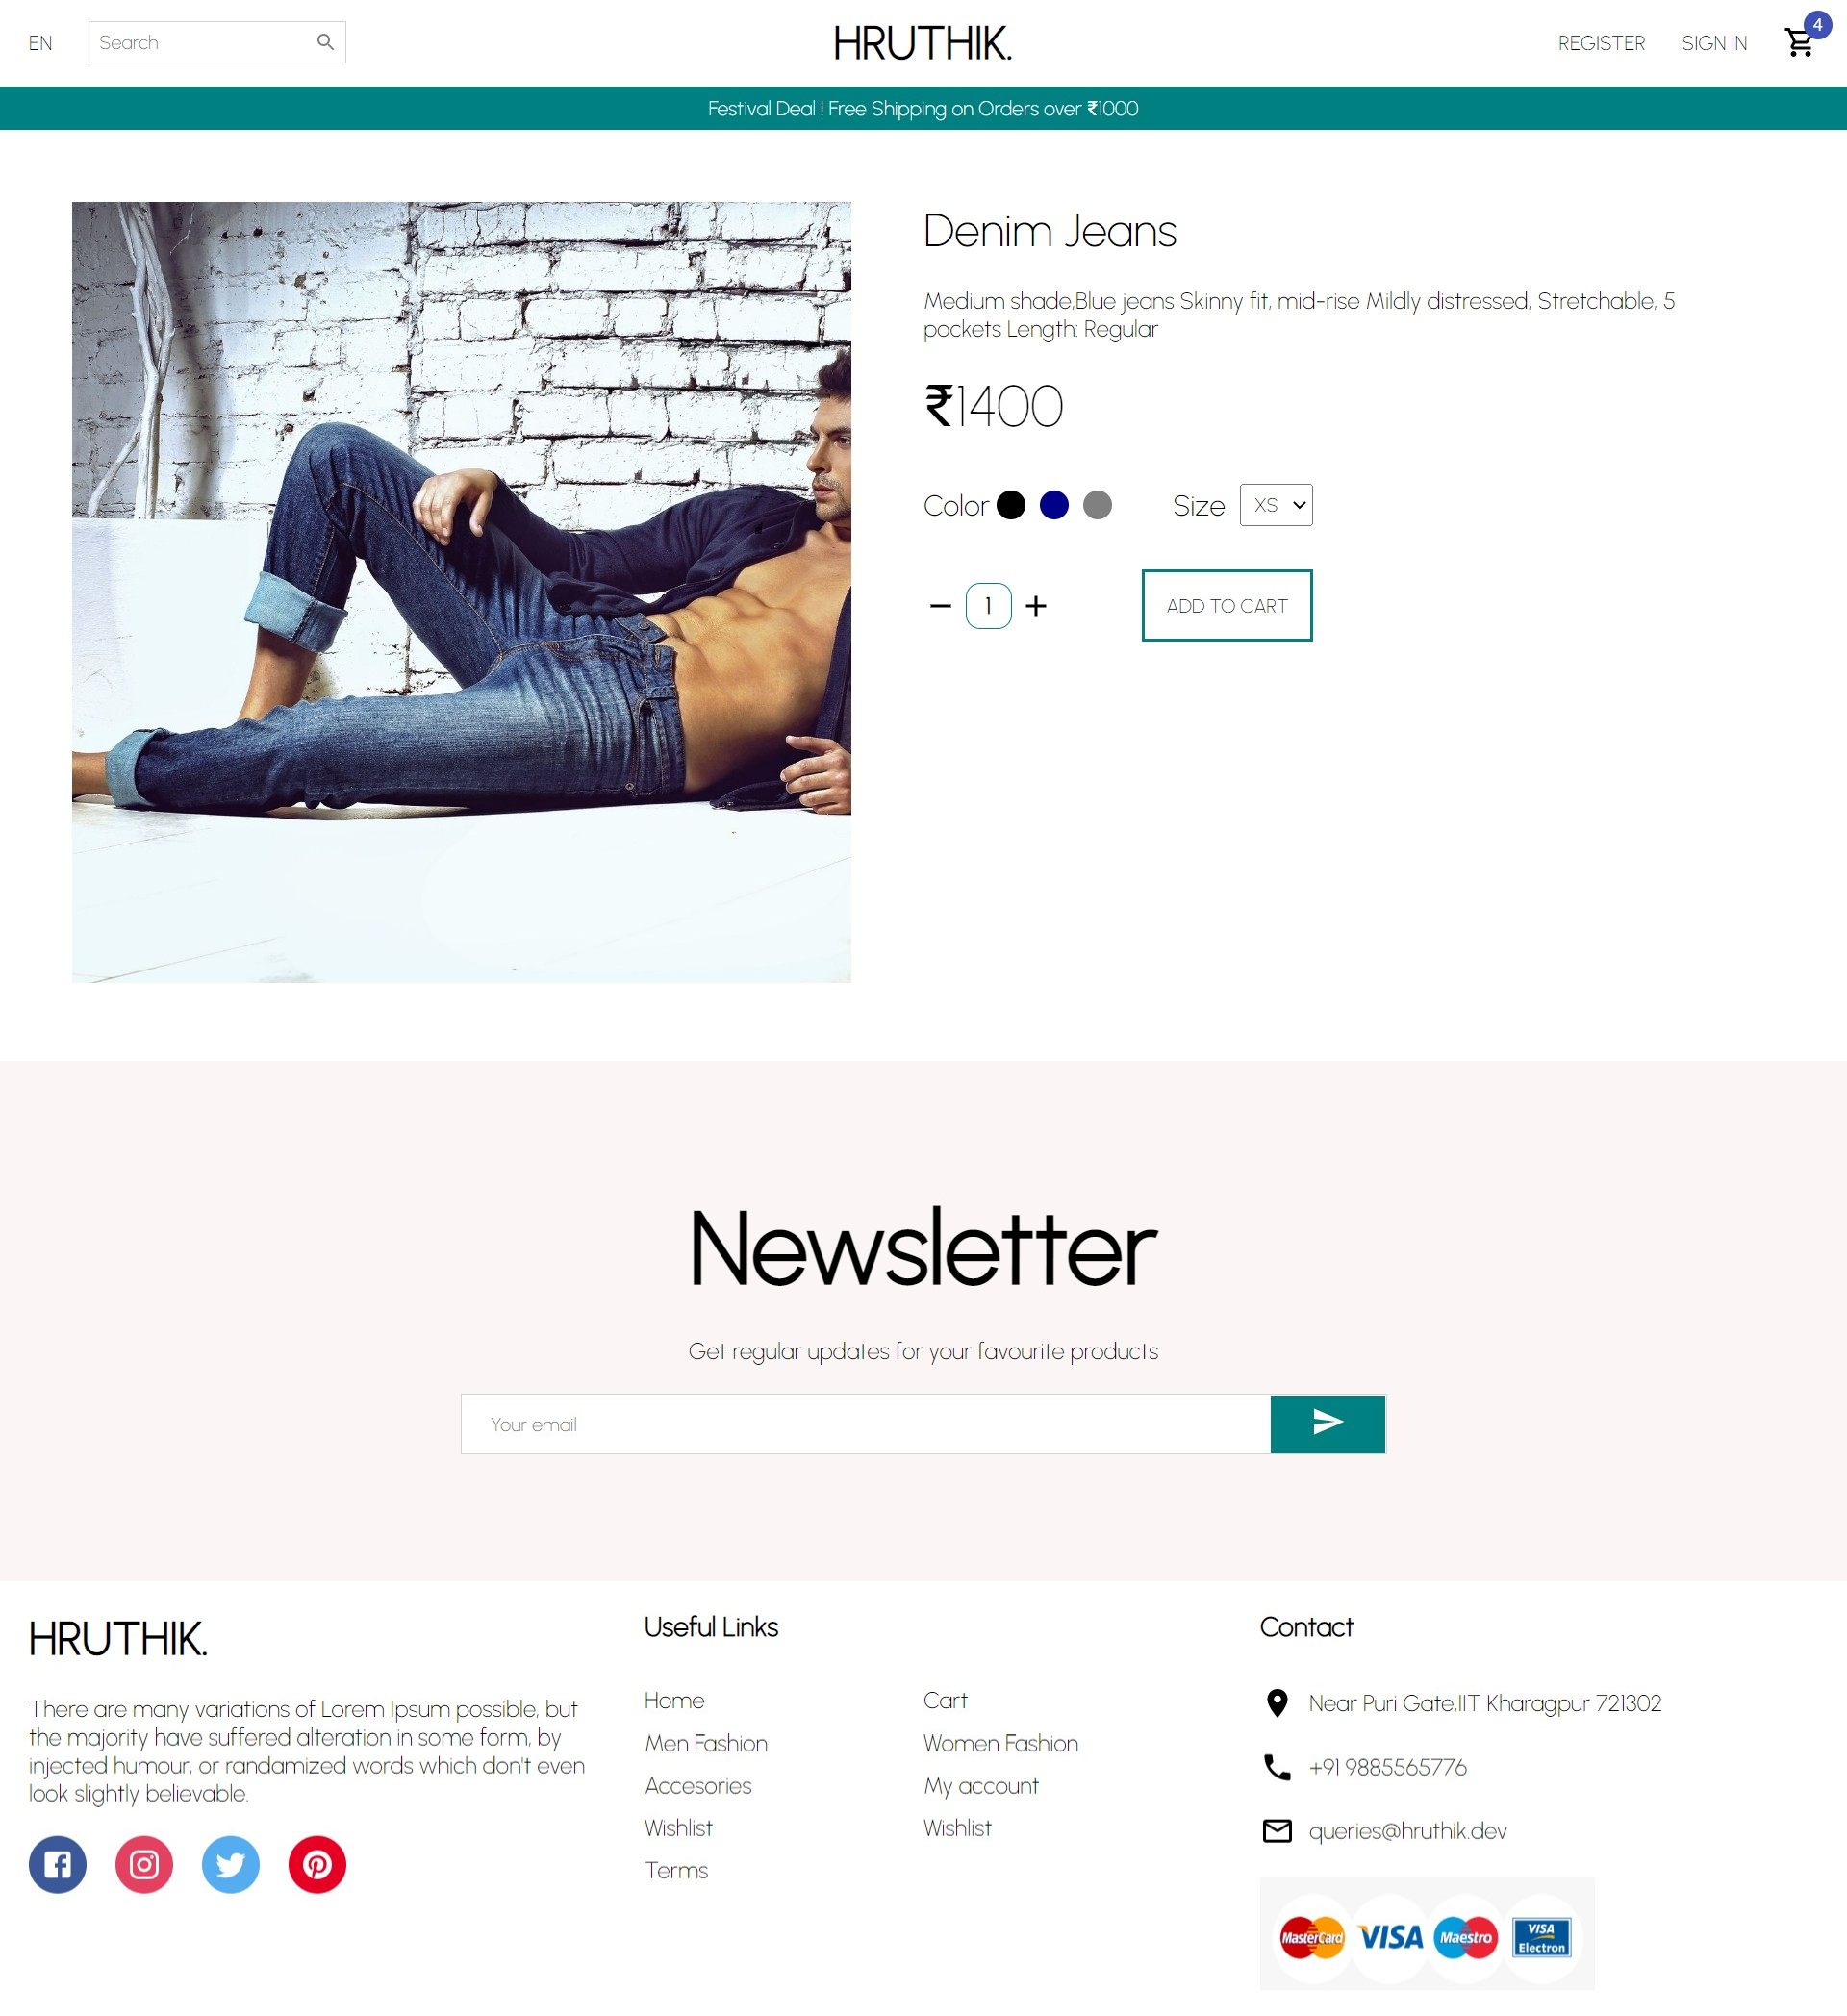 EN
Search
HRUTHIK.
REGISTER
SIGN IN
4
Festival Deal ! Free Shipping on Orders over ₹1000
Denim Jeans
Medium shade,Blue jeans Skinny fit, mid-rise Mildly distressed, Stretchable, 5
pockets Length: Regular
₹1400
Color
Size
XS
1
ADD TO CART
Newsletter
Get regular updates for your favourite products
Your email
HRUTHIK.
There are many variations of Lorem Ipsum possible, but
the majority have suffered alteration in some form, by
injected humour, or randamized words which don't even
look slightly believable.
Useful Links
Home
Cart
Men Fashion
Women Fashion
Accesories
My account
Wishlist
Wishlist
Terms
Contact
Near Puri Gate,IIT Kharagpur 721302
+91 9885565776
queries@hruthik.dev
MasterCard
VISA
Maestro
VISA
Electron